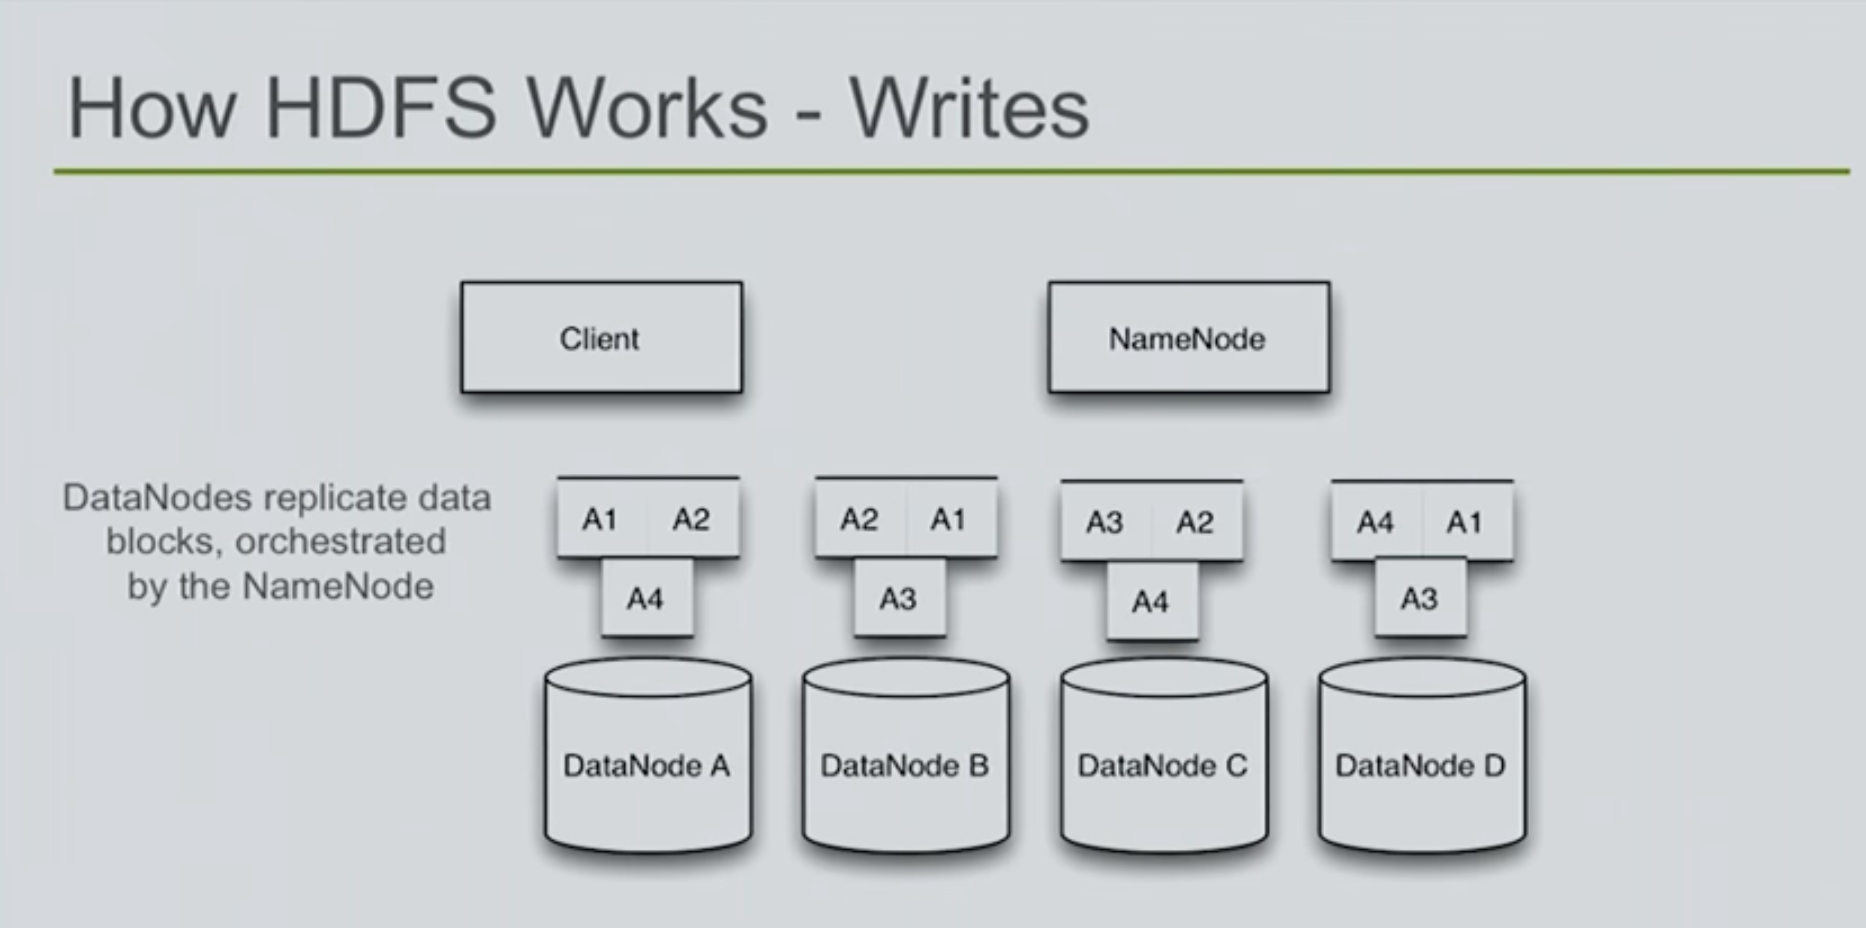 How HDFS Works - Writes
Client
NameNode
DataNodes replicate data
blocks, orchestrated
by the NameNode
A1 A2
A4
A2 A1
A3
A3 A2
A4
A4 A1
A3
DataNode A
DataNode B
DataNode C
DataNode D